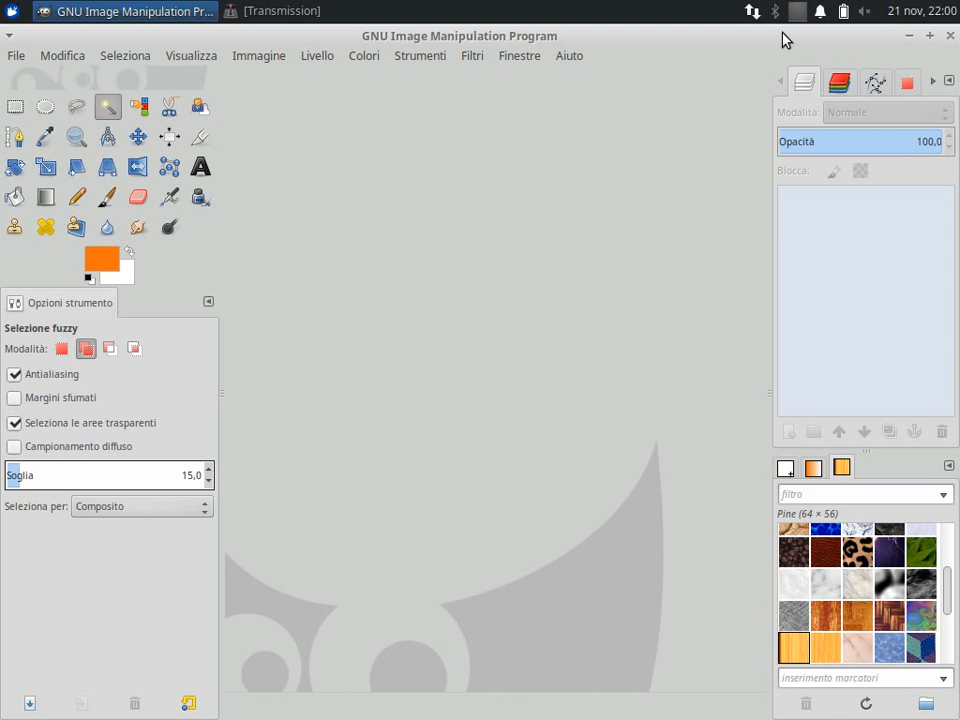 GNU Image Manipulation Pr... [Transmission] 21 nov, 22:00
GNU Image Manipulation Program
File Modifica Seleziona Visualizza Immagine Livello Colori Strumenti Filtri Finestre Aiuto
Modalità: Normale
Opacità 100,0
Blocca:
Opzioni strumento
Selezione fuzzy
Modalità:
Antialiasing
Margini sfumati
Seleziona le aree trasparenti
Campionamento diffuso
Soglia 15,0
Seleziona per: Composito
filtro
Pine (64 × 56)
inserimento marcatori